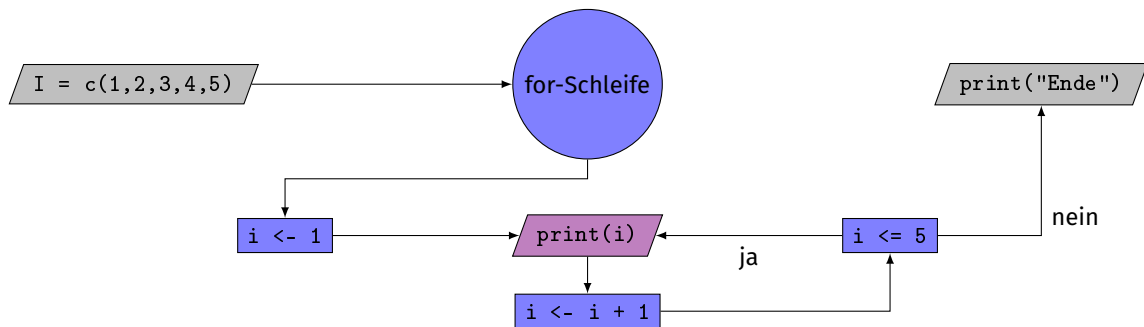 I = c(1,2,3,4,5)
for-Schleife
print("Ende")
i <- 1
print(i)
i <= 5
nein
ja
i <- i + 1